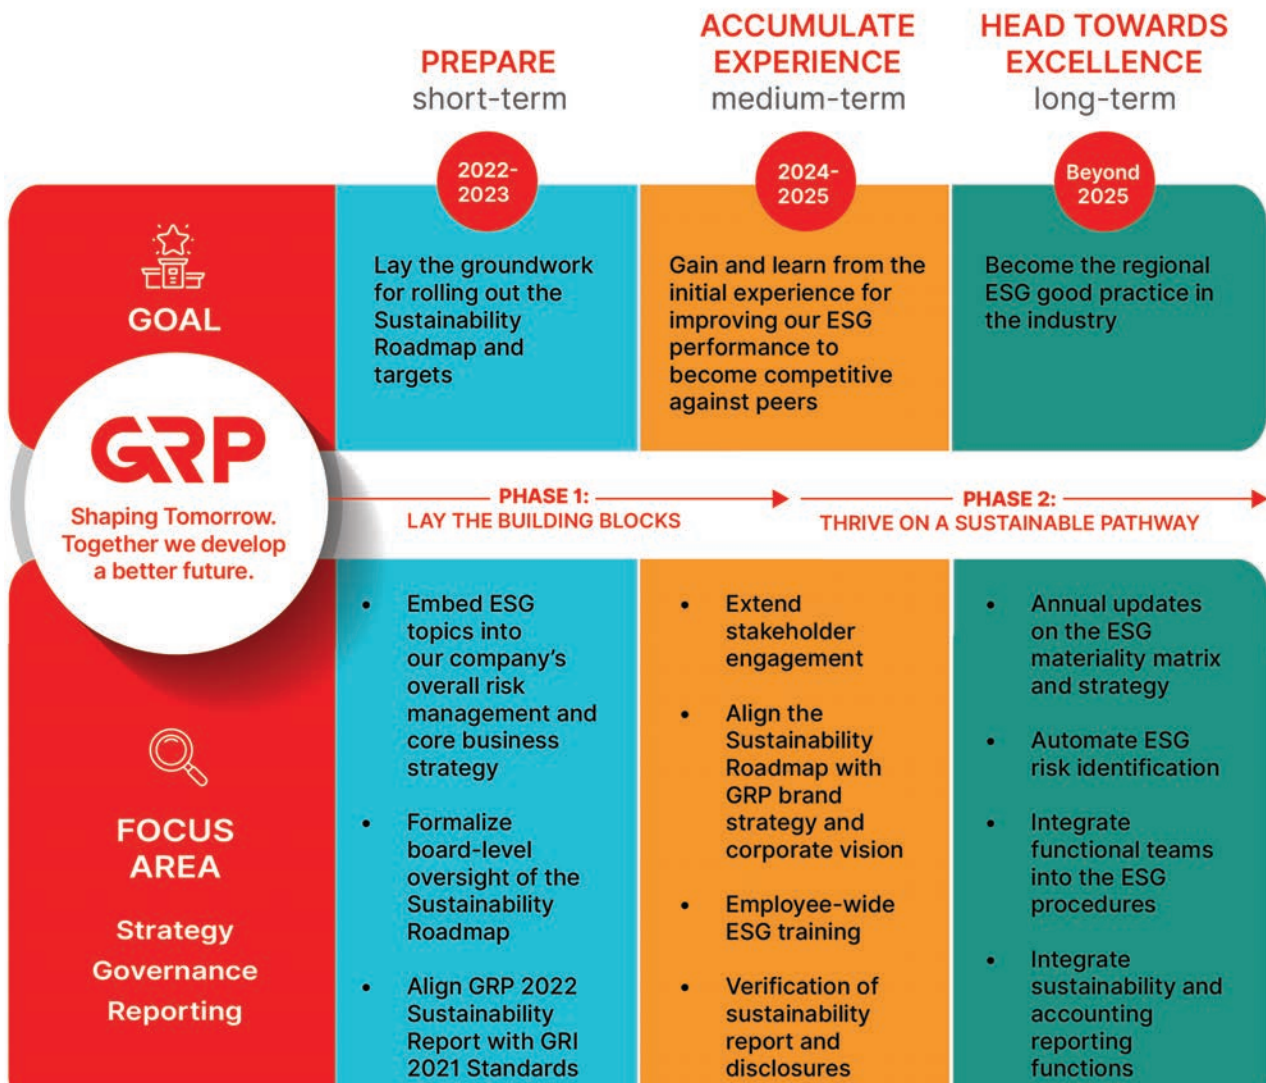 PREPARE
short-term
ACCUMULATE
EXPERIENCE
medium-term
HEAD TOWARDS
EXCELLENCE
long-term
2022-
2023
2024-
2025
Beyond
2025
GOAL
Lay the groundwork
for rolling out the
Sustainability
Roadmap and
targets
Gain and learn from the
initial experience for
improving our ESG
performance to
become competitive
against peers
Become the regional
ESG good practice in
the industry
GRP
Shaping Tomorrow.
Together we develop
a better future.
PHASE 1:
LAY THE BUILDING BLOCKS
PHASE 2:
THRIVE ON A SUSTAINABLE PATHWAY
FOCUS
AREA
Strategy
Governance
Reporting
• Embed ESG
topics into
our company's
overall risk
management and
core business
strategy
• Formalize
board-level
oversight of the
Sustainability
Roadmap
• Align GRP 2022
Sustainability
Report with GRI
2021 Standards
• Extend
stakeholder
engagement
• Align the
Sustainability
Roadmap with
GRP brand
strategy and
corporate vision
• Employee-wide
ESG training
• Verification of
sustainability
report and
disclosures
• Annual updates
on the ESG
materiality matrix
and strategy
• Automate ESG
risk identification
• Integrate
functional teams
into the ESG
procedures
• Integrate
sustainability and
accounting
reporting
functions